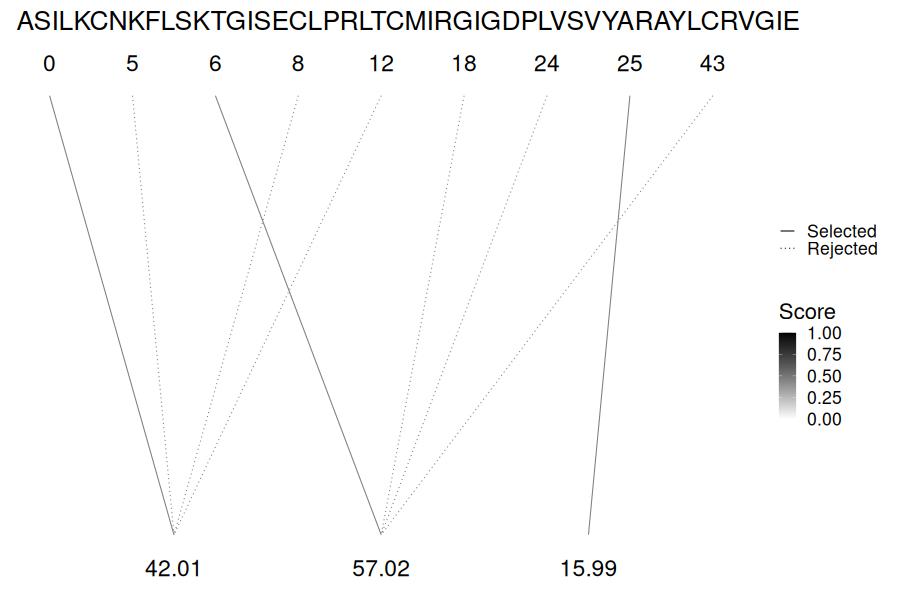 ASILKCNKFLSKTGISECLPRLTCMIRGIGDPLVSVYARAYLCRVGIE
0 5 6 8 12 18 24 25 43
Selected
Rejected
Score
1.00
0.75
0.50
0.25
0.00
42.01 57.02 15.99